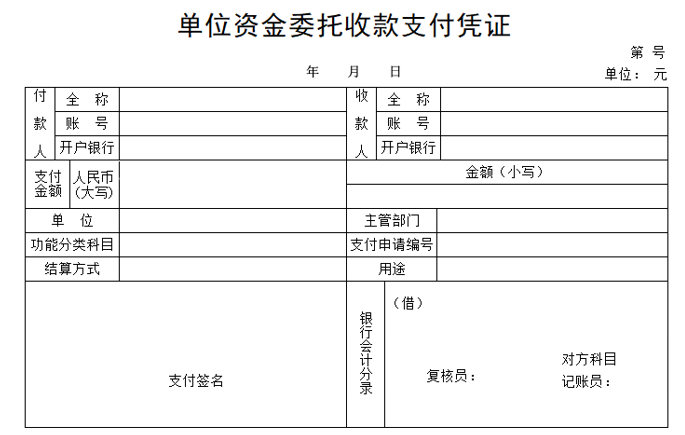 单位资金委托收款支付凭证
第 号
年 月 日 单位： 元
付款人 全 称 收款人 全 称
账 号 账 号
开户银行 开户银行
支付金额 人民币(大写) 金额（小写）
单 位 主管部门
功能分类科目 支付申请编号
结算方式 用途
银行会计分录 （借）
对方科目
支付签名 复核员： 记账员：